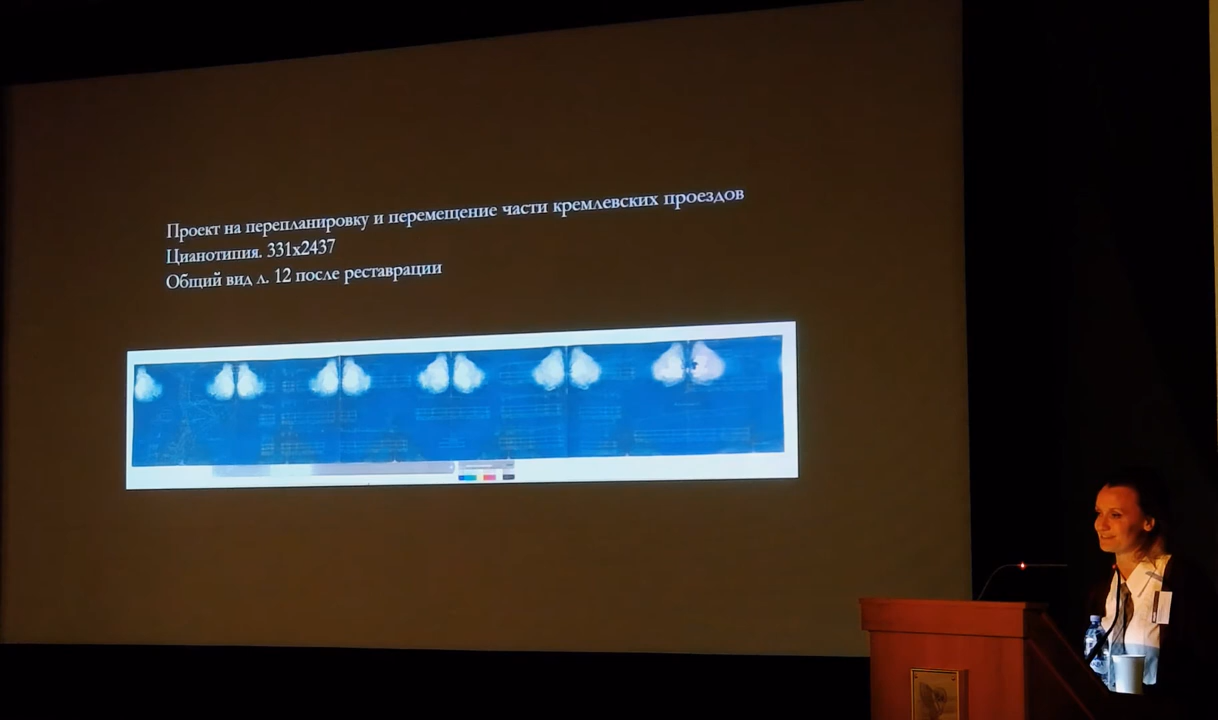 Проект на перепланировку и перемещение части кремлевских проездов
Цианотипия. 331х2437
Общий вид л. 12 после реставрации